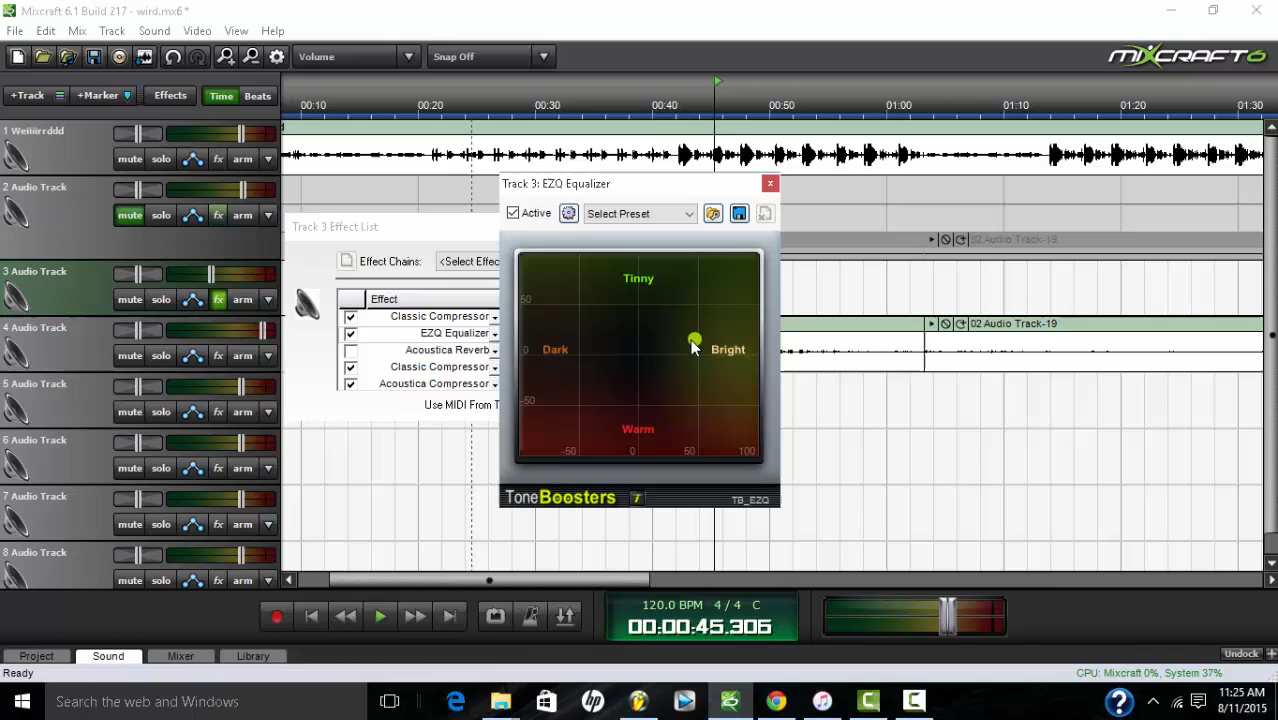 Mixcraft 6.1 Build 217 - wird.mx6*
File Edit Mix Track Sound Video View Help
Volume Snap Off MIXCRAFT6
+Track +Marker Effects Time Beats
00:10 00:20 00:30 00:40 00:50 01:00 01:10 01:20 01:30
1 Weiiiirrddd
mute solo fx arm
2 Audio Track
mute solo fx arm
02 Audio Track-19
3 Audio Track
mute solo fx arm
4 Audio Track
mute solo fx arm
02 Audio Track-19
5 Audio Track
mute solo fx arm
6 Audio Track
mute solo fx arm
7 Audio Track
mute solo fx arm
8 Audio Track
mute solo fx arm
Track 3 Effect List
Effect Chains: <Select Effec
Effect
Classic Compressor
EZQ Equalizer
Acoustica Reverb
Classic Compressor
Acoustica Compressor
Use MIDI From T
Track 3: EZQ Equalizer
Active Select Preset
Tinny
50
Dark 0 Bright
-50
Warm
-50 0 50 100
ToneBoosters T TB_EZQ
120.0 BPM 4 / 4 C
00:00:45.306
Project Sound Mixer Library Undock
Ready CPU: Mixcraft 0%, System 37%
Search the web and Windows
11:25 AM
8/11/2015